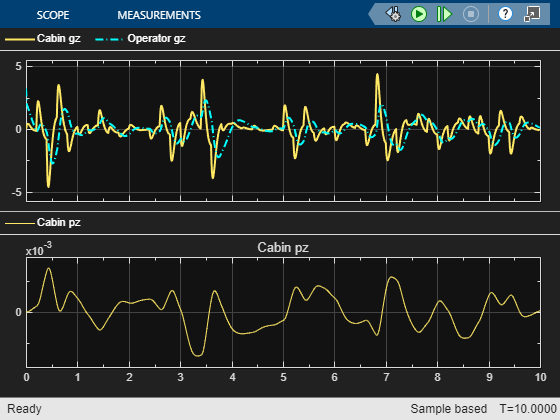 SCOPE MEASUREMENTS ?
Cabin gz Operator gz
5
0
-5
Cabin pz
x10-3 Cabin pz
0
0 1 2 3 4 5 6 7 8 9 10
Ready Sample based T=10.0000